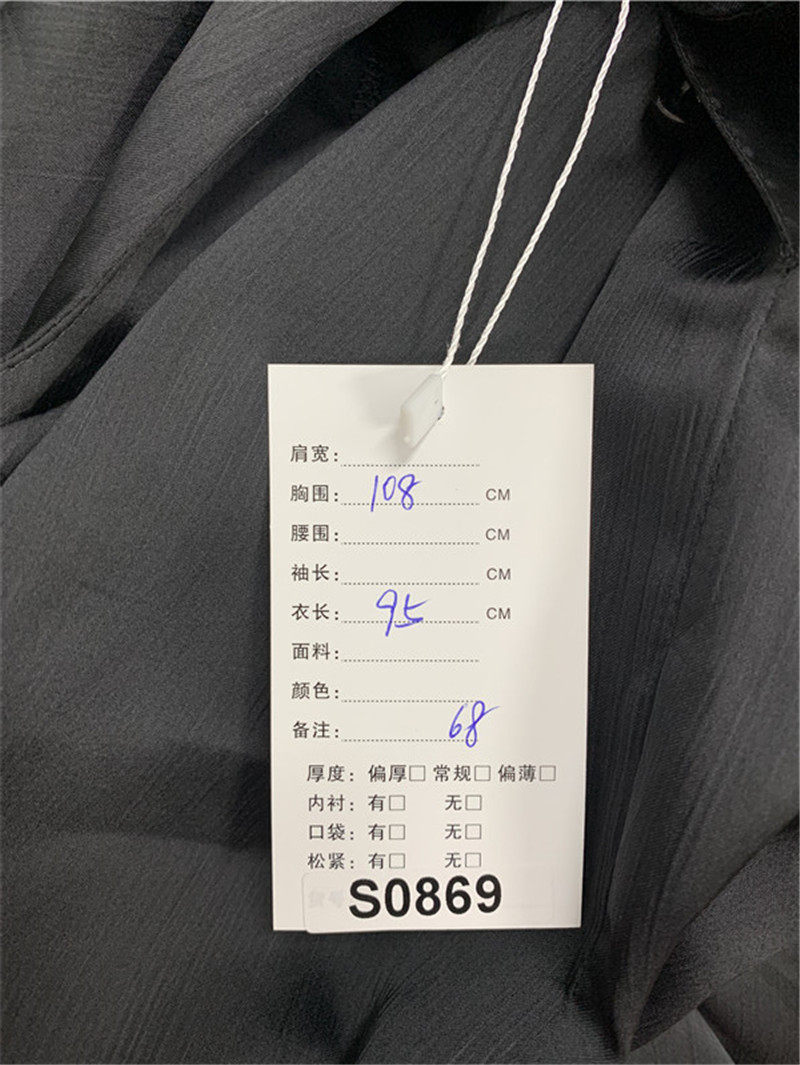 肩宽:
胸围: 108 CM
腰围: CM
袖长: CM
衣长: 95 CM
面料:
颜色:
备注: 68
厚度: 偏厚□ 常规□ 偏薄□
内衬: 有□ 无□
口袋: 有□ 无□
松紧: 有□ 无□
S0869